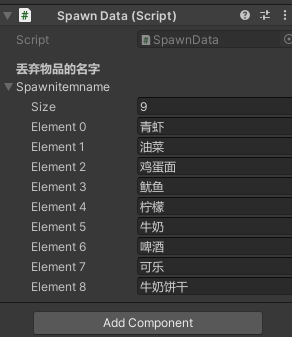 Spawn Data (Script)
Script SpawnData
丢弃物品的名字
Spawnitemname
Size 9
Element 0 青虾
Element 1 油菜
Element 2 鸡蛋面
Element 3 鱿鱼
Element 4 柠檬
Element 5 牛奶
Element 6 啤酒
Element 7 可乐
Element 8 牛奶饼干
Add Component